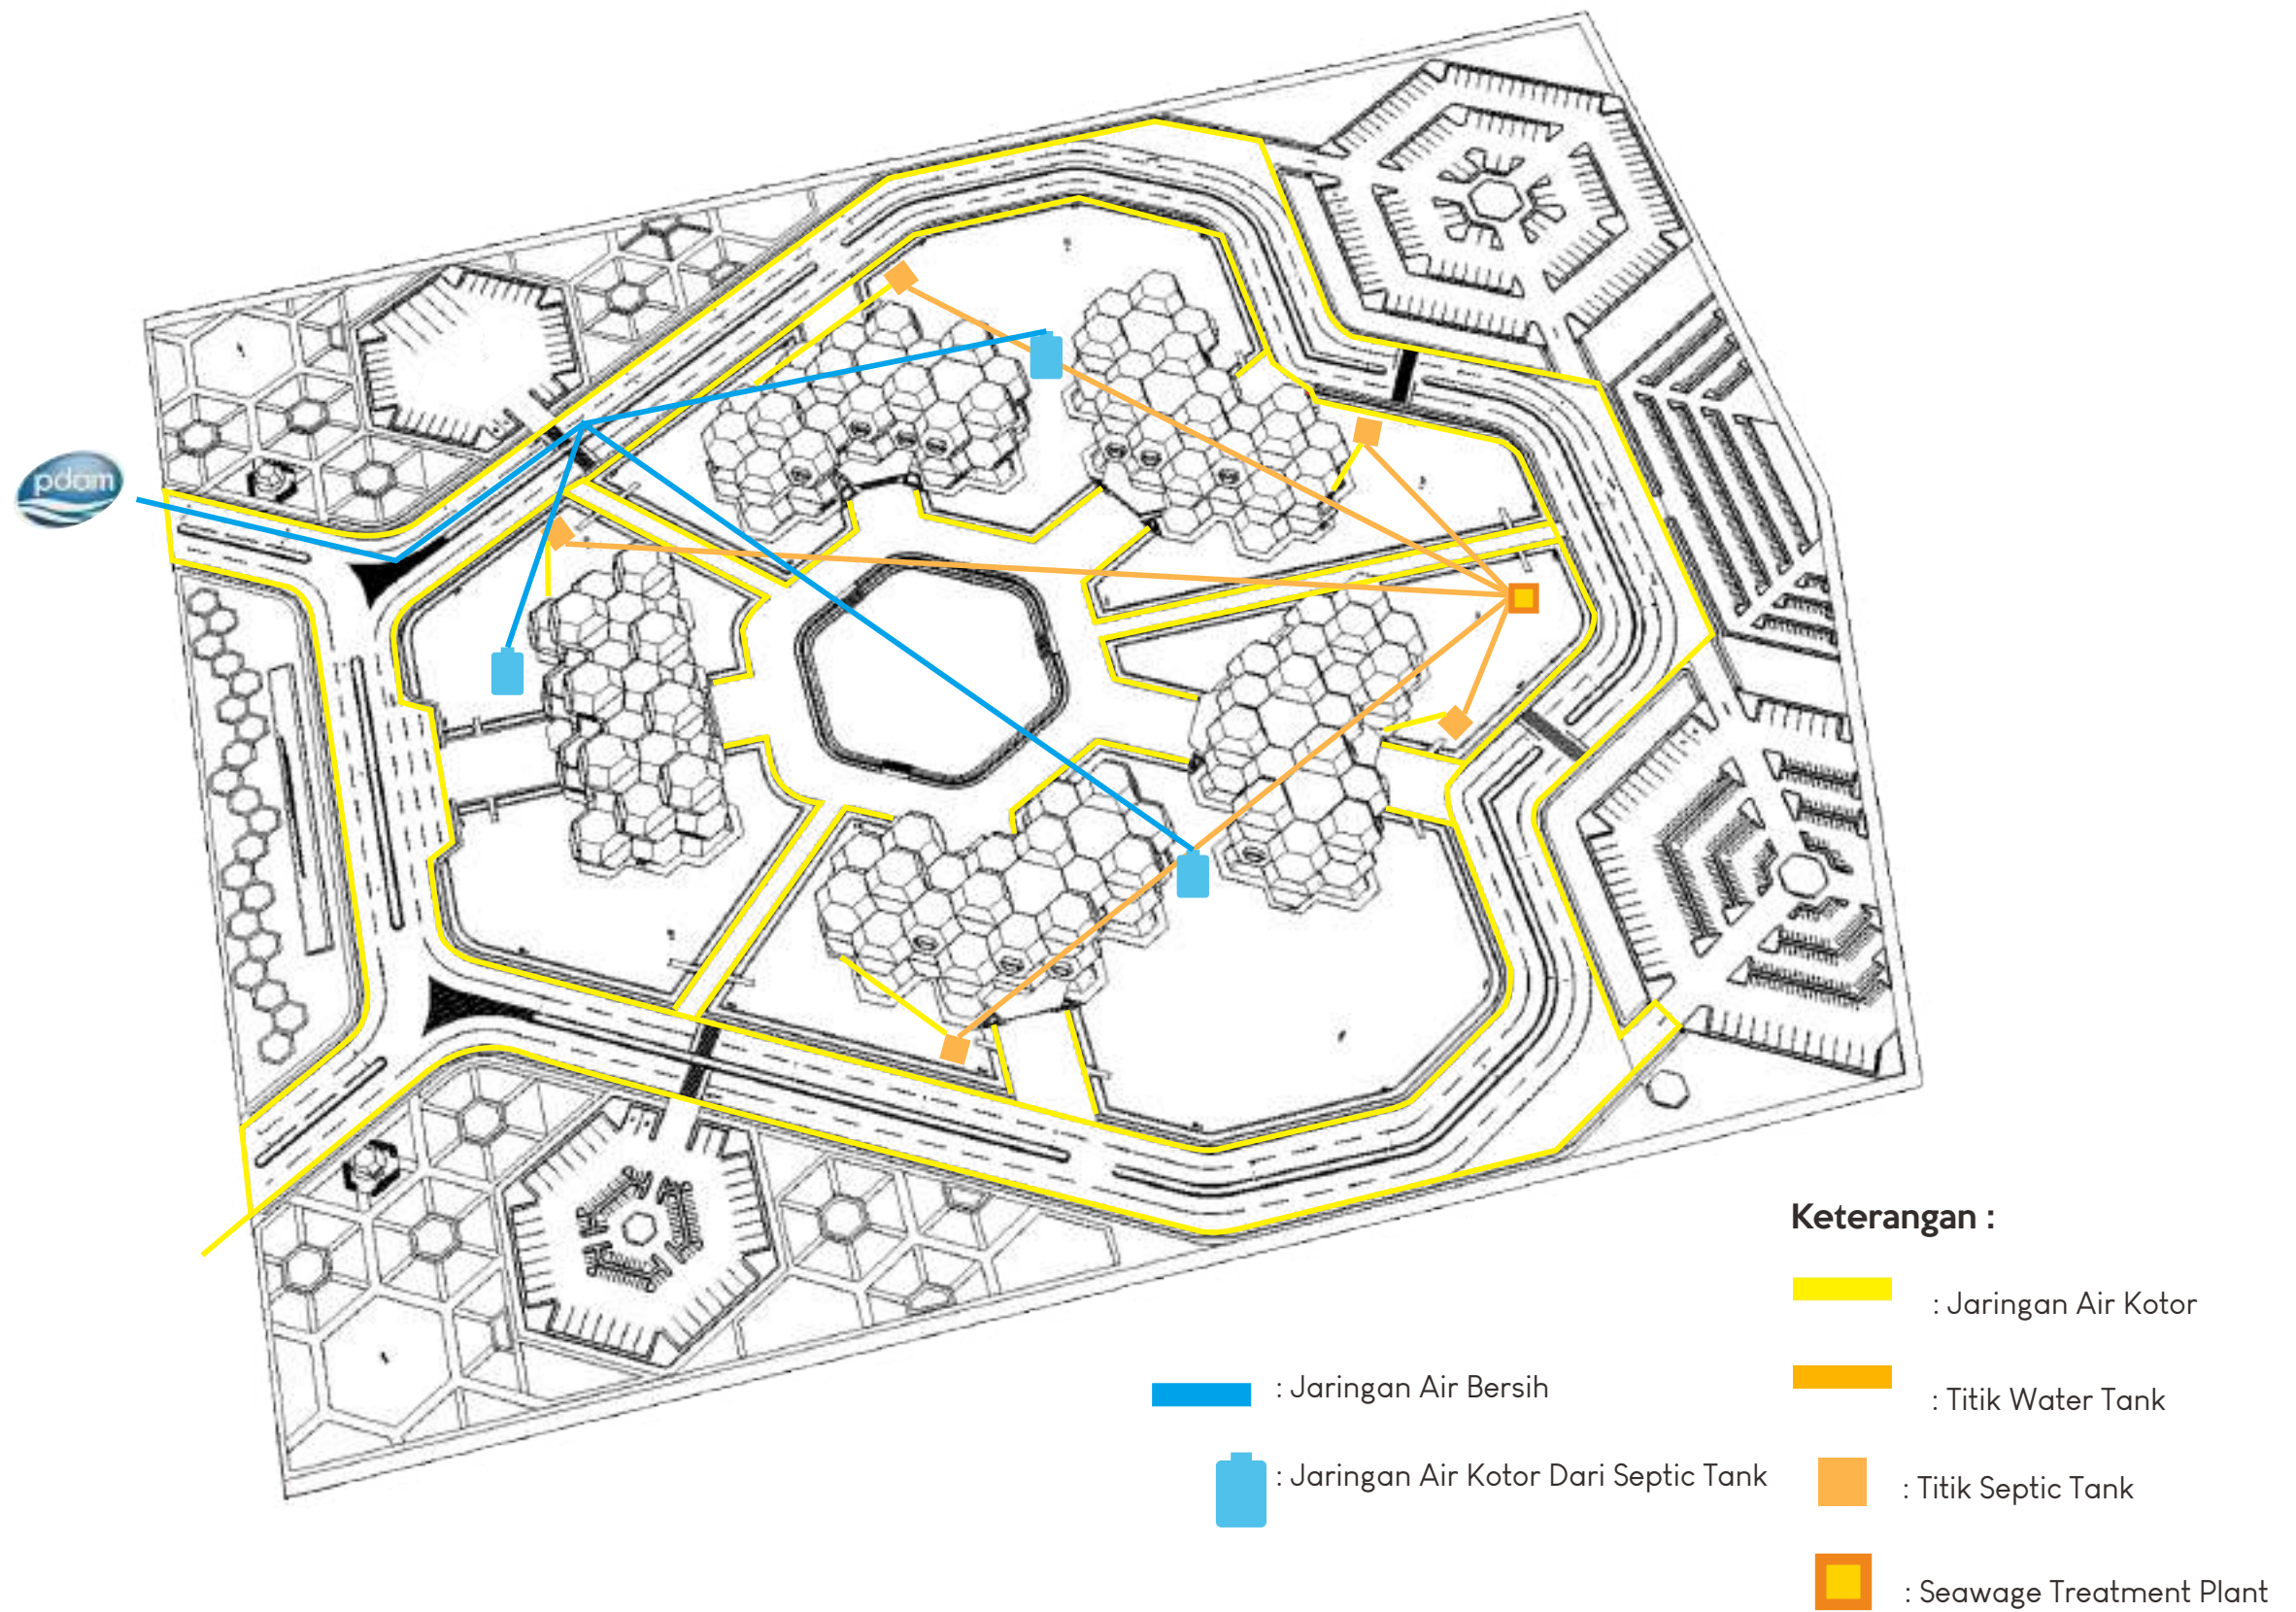 pdam
Keterangan :
: Jaringan Air Kotor
: Jaringan Air Bersih
: Titik Water Tank
: Jaringan Air Kotor Dari Septic Tank
: Titik Septic Tank
: Seawage Treatment Plant